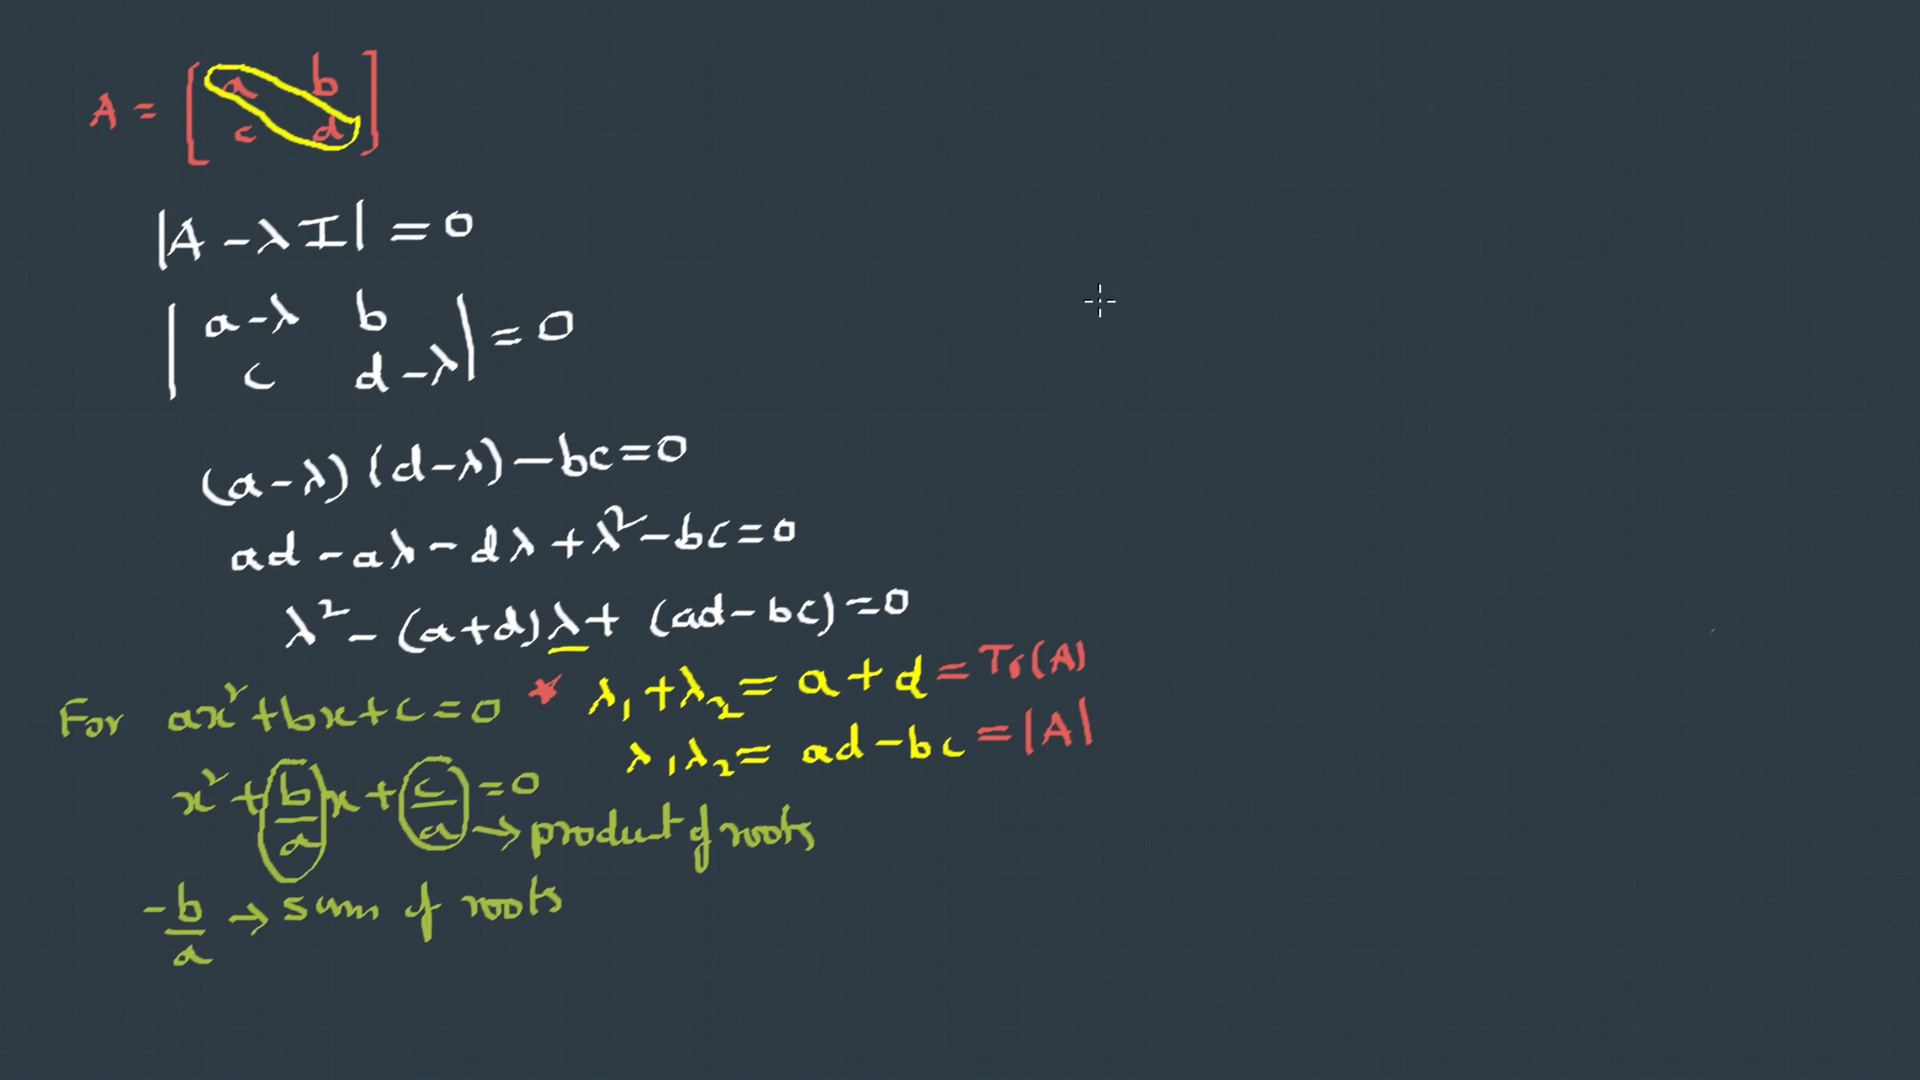 A = [ a b
c d ]
|A - λI| = 0
| a-λ b
c d-λ | = 0
(a-λ)(d-λ) - bc = 0
ad - aλ - dλ + λ² - bc = 0
λ² - (a+d)λ + (ad - bc) = 0
For ax² + bx + c = 0 * λ₁ + λ₂ = a + d = Tr(A)
λ₁λ₂ = ad - bc = |A|
x² + (b/a)x + (c/a) = 0
→ product of roots
-b/a → sum of roots